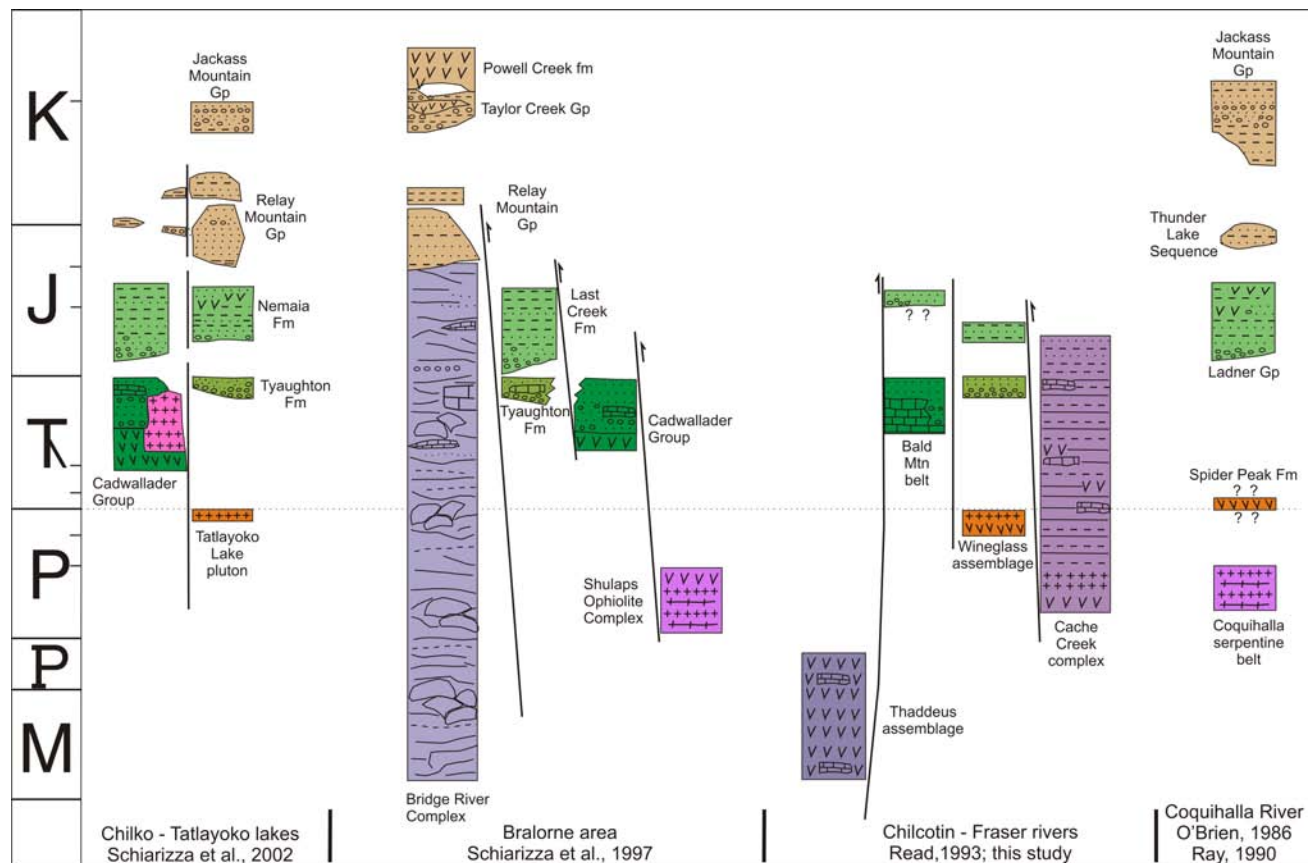 K
J
T
P
P
M
Jackass
Mountain
Gp
Relay
Mountain
Gp
Nemaia
Fm
Tyaughton
Fm
Cadwallader
Group
Tatlayoko
Lake
pluton
Chilko - Tatlayoko lakes
Schiarizza et al., 2002
Powell Creek fm
Taylor Creek Gp
Relay
Mountain
Gp
Last
Creek
Fm
Tyaughton
Fm
Cadwallader
Group
Shulaps
Ophiolite
Complex
Bridge River
Complex
Bralorne area
Schiarizza et al., 1997
? ?
Bald
Mtn
belt
Wineglass
assemblage
Cache
Creek
complex
Thaddeus
assemblage
Chilcotin - Fraser rivers
Read,1993; this study
Jackass
Mountain
Gp
Thunder
Lake
Sequence
Ladner Gp
Spider Peak Fm
? ?
? ?
Coquihalla
serpentine
belt
Coquihalla River
O'Brien, 1986
Ray, 1990